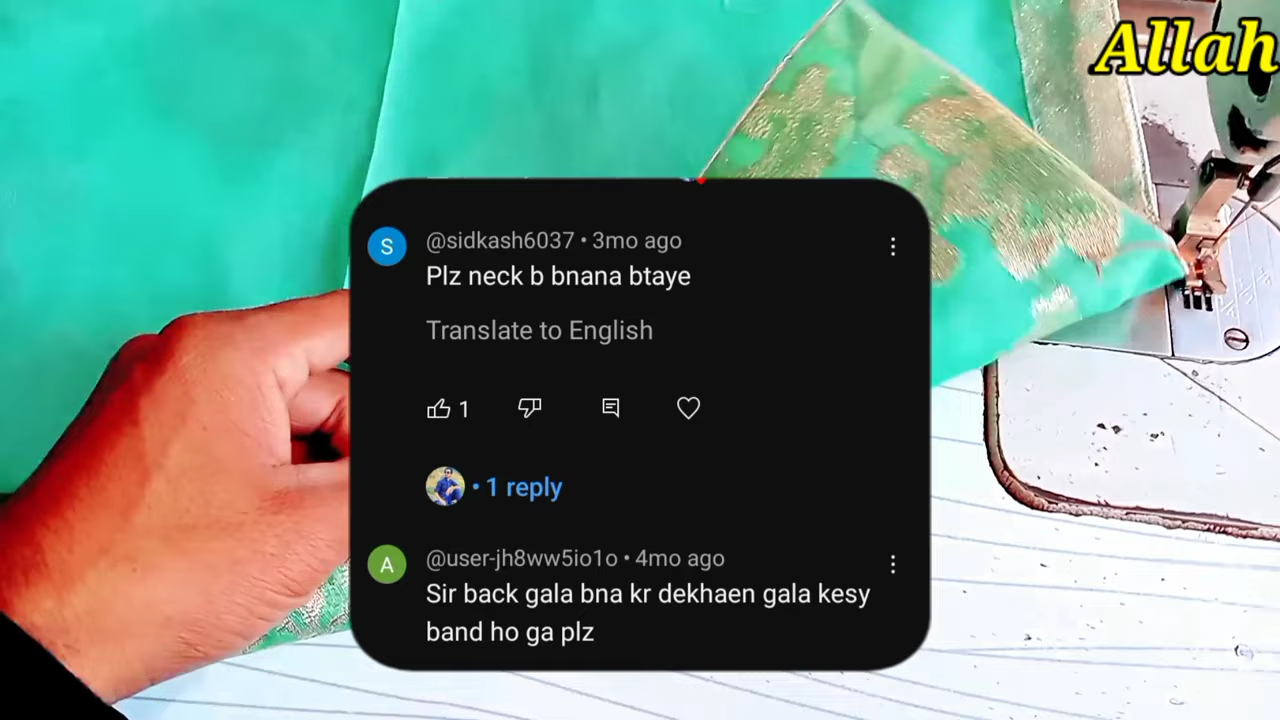 Allah
S
@sidkash6037 • 3mo ago
Plz neck b bnana btaye
Translate to English
1
• 1 reply
A
@user-jh8ww5io1o • 4mo ago
Sir back gala bna kr dekhaen gala kesy
band ho ga plz